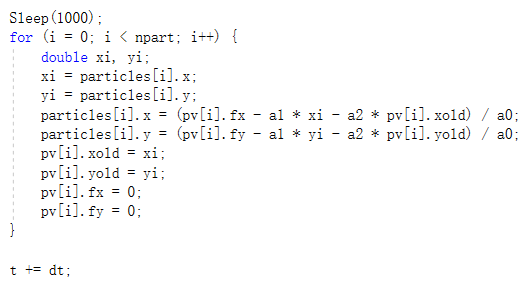 Sleep(1000);
for (i = 0; i < npart; i++) {
    double xi, yi;
    xi = particles[i].x;
    yi = particles[i].y;
    particles[i].x = (pv[i].fx - a1 * xi - a2 * pv[i].xold) / a0;
    particles[i].y = (pv[i].fy - a1 * yi - a2 * pv[i].yold) / a0;
    pv[i].xold = xi;
    pv[i].yold = yi;
    pv[i].fx = 0;
    pv[i].fy = 0;
}
t += dt;